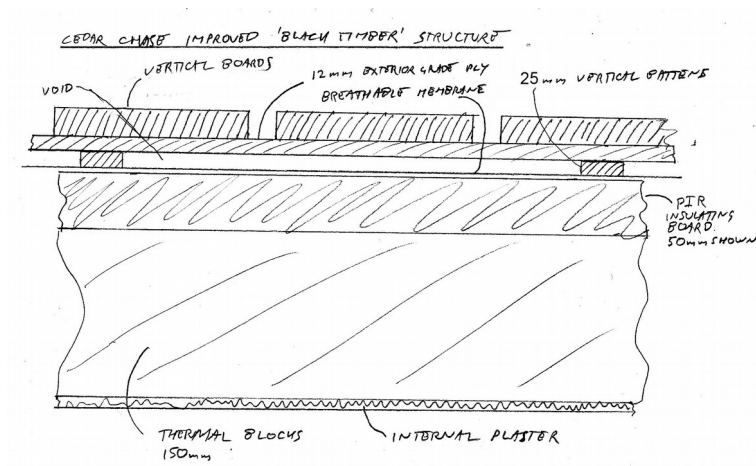 CEDAR CHASE IMPROVED 'BLACK TIMBER' STRUCTURE
VERTICAL BOARDS
VOID
12mm EXTERIOR GRADE PLY
BREATHABLE MEMBRANE
25mm VERTICAL BATTENS
PIR
INSULATING
BOARD.
50mm SHOWN
THERMAL BLOCKS
150mm
INTERNAL PLASTER